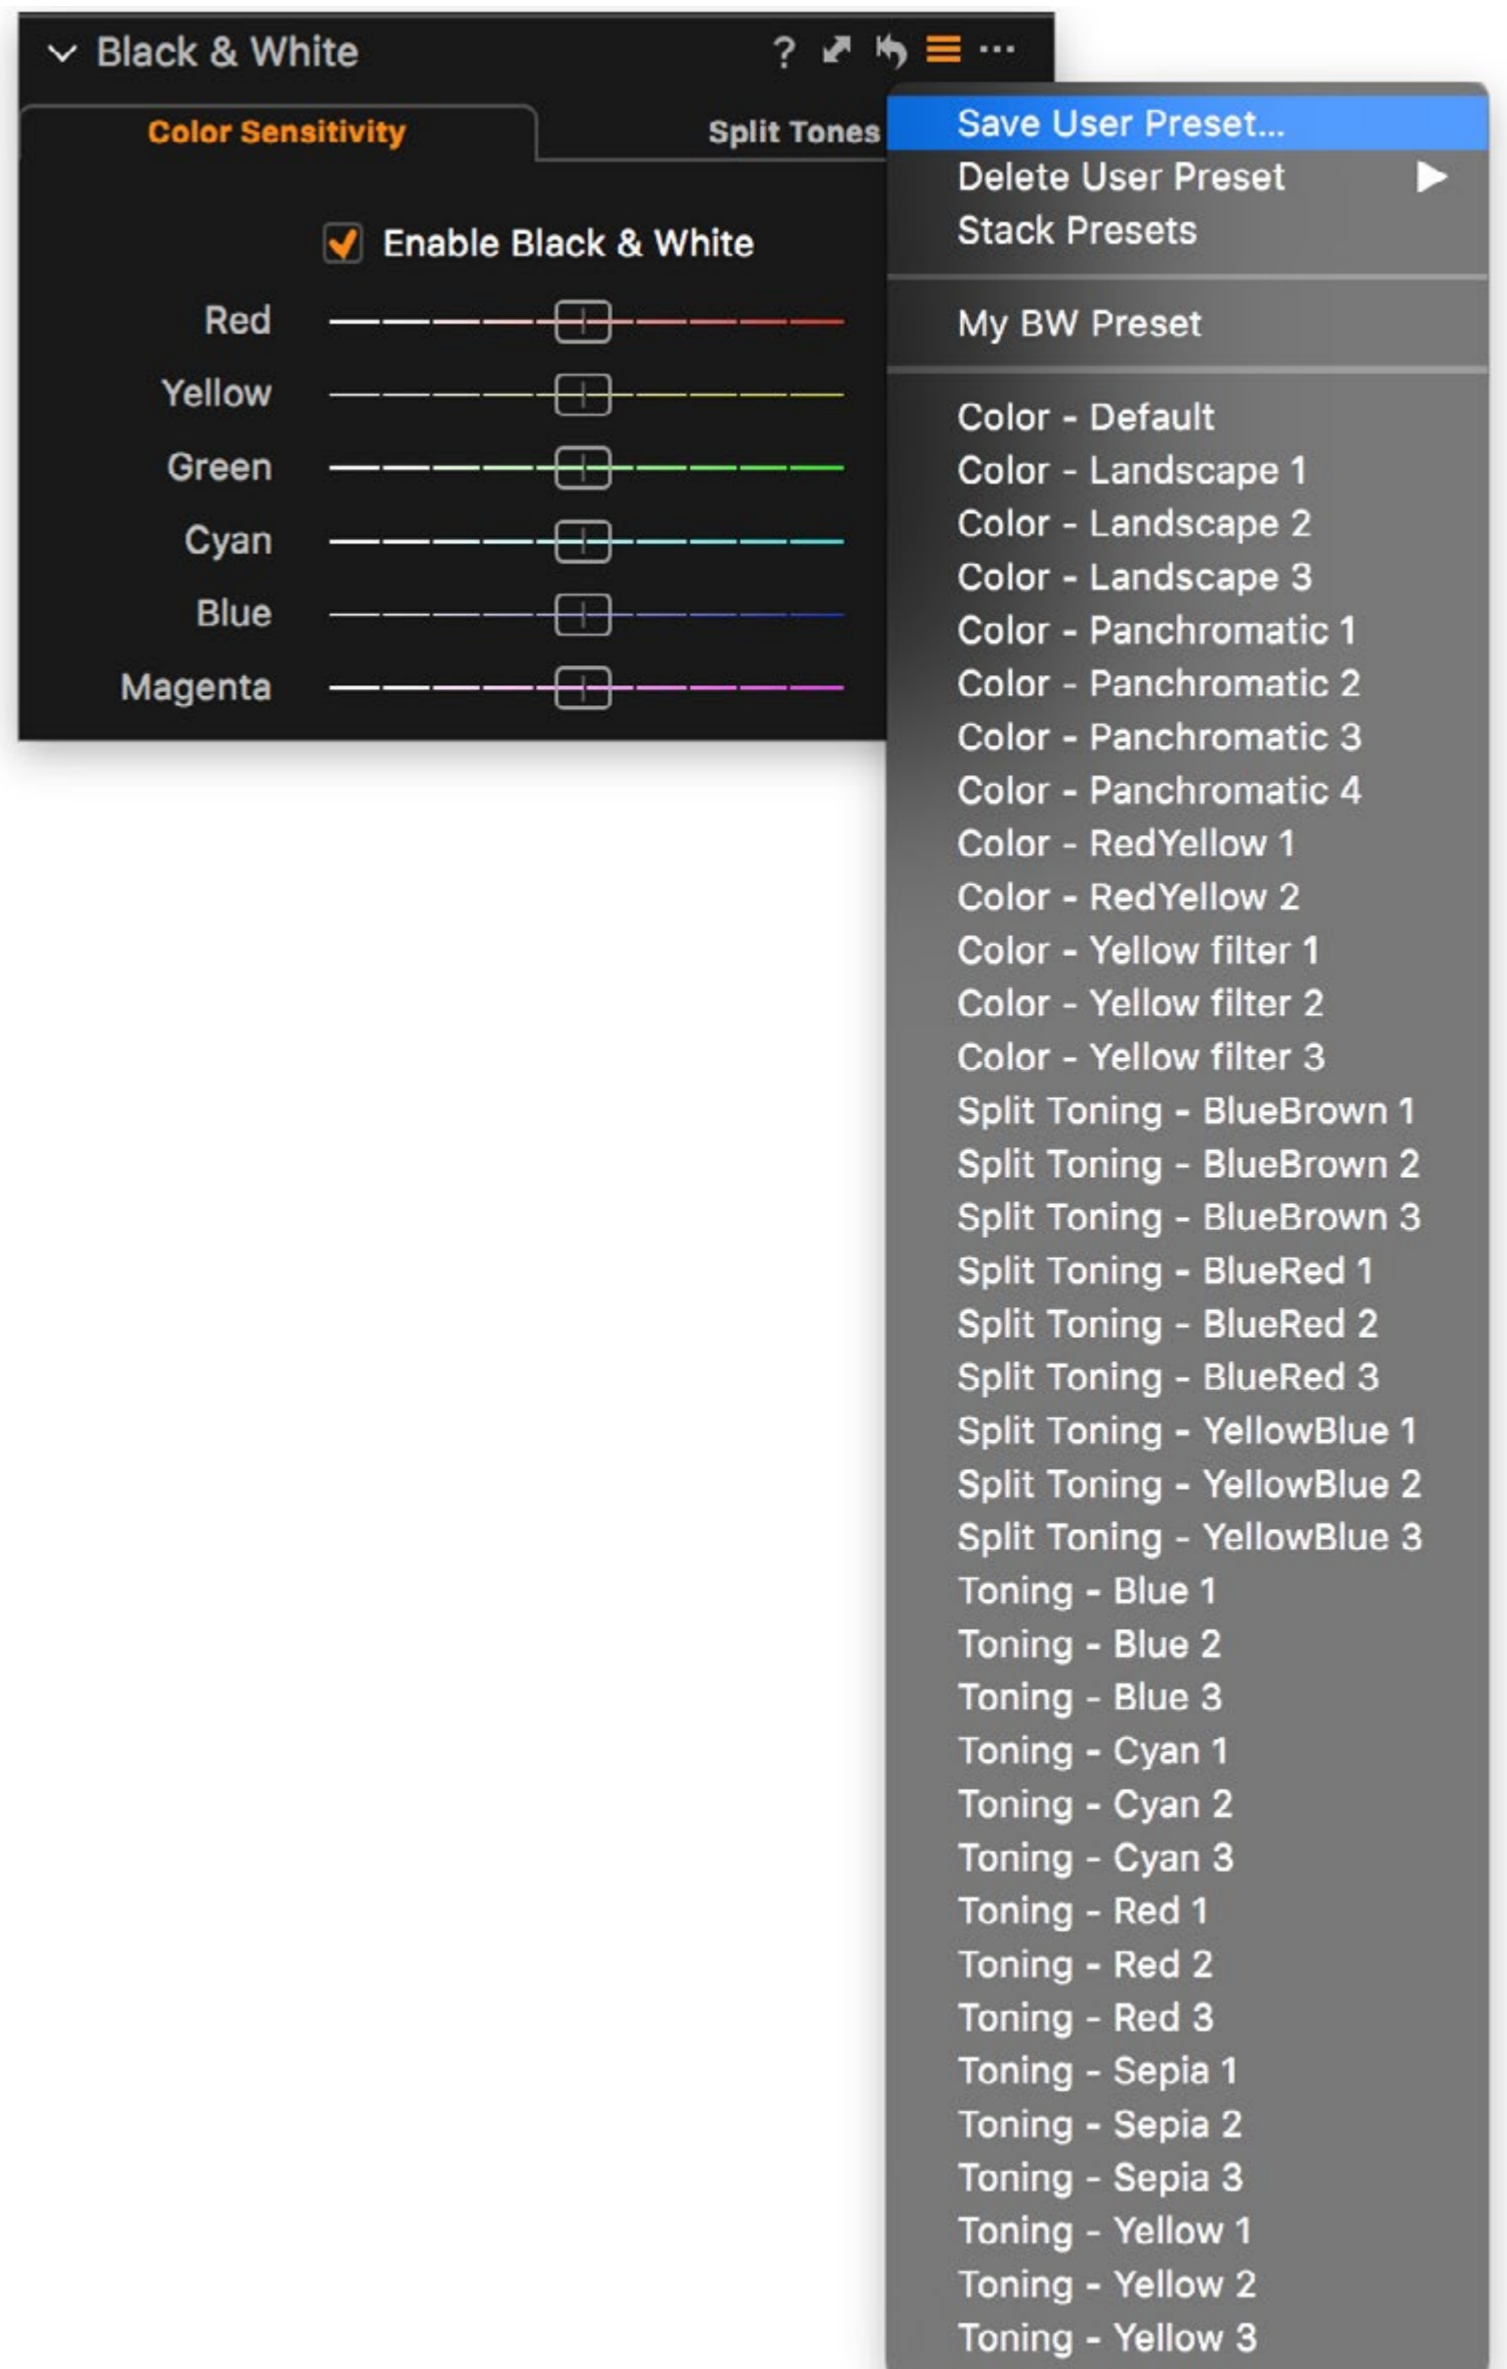 Black & White
?
Color Sensitivity
Split Tones
Enable Black & White
Red
Yellow
Green
Cyan
Blue
Magenta
Save User Preset...
Delete User Preset
Stack Presets
My BW Preset
Color - Default
Color - Landscape 1
Color - Landscape 2
Color - Landscape 3
Color - Panchromatic 1
Color - Panchromatic 2
Color - Panchromatic 3
Color - Panchromatic 4
Color - RedYellow 1
Color - RedYellow 2
Color - Yellow filter 1
Color - Yellow filter 2
Color - Yellow filter 3
Split Toning - BlueBrown 1
Split Toning - BlueBrown 2
Split Toning - BlueBrown 3
Split Toning - BlueRed 1
Split Toning - BlueRed 2
Split Toning - BlueRed 3
Split Toning - YellowBlue 1
Split Toning - YellowBlue 2
Split Toning - YellowBlue 3
Toning - Blue 1
Toning - Blue 2
Toning - Blue 3
Toning - Cyan 1
Toning - Cyan 2
Toning - Cyan 3
Toning - Red 1
Toning - Red 2
Toning - Red 3
Toning - Sepia 1
Toning - Sepia 2
Toning - Sepia 3
Toning - Yellow 1
Toning - Yellow 2
Toning - Yellow 3